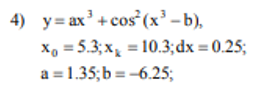 4) y = ax³ + cos²(x³ − b),
x₀ = 5.3; xₖ = 10.3; dx = 0.25;
a = 1.35; b = −6.25;